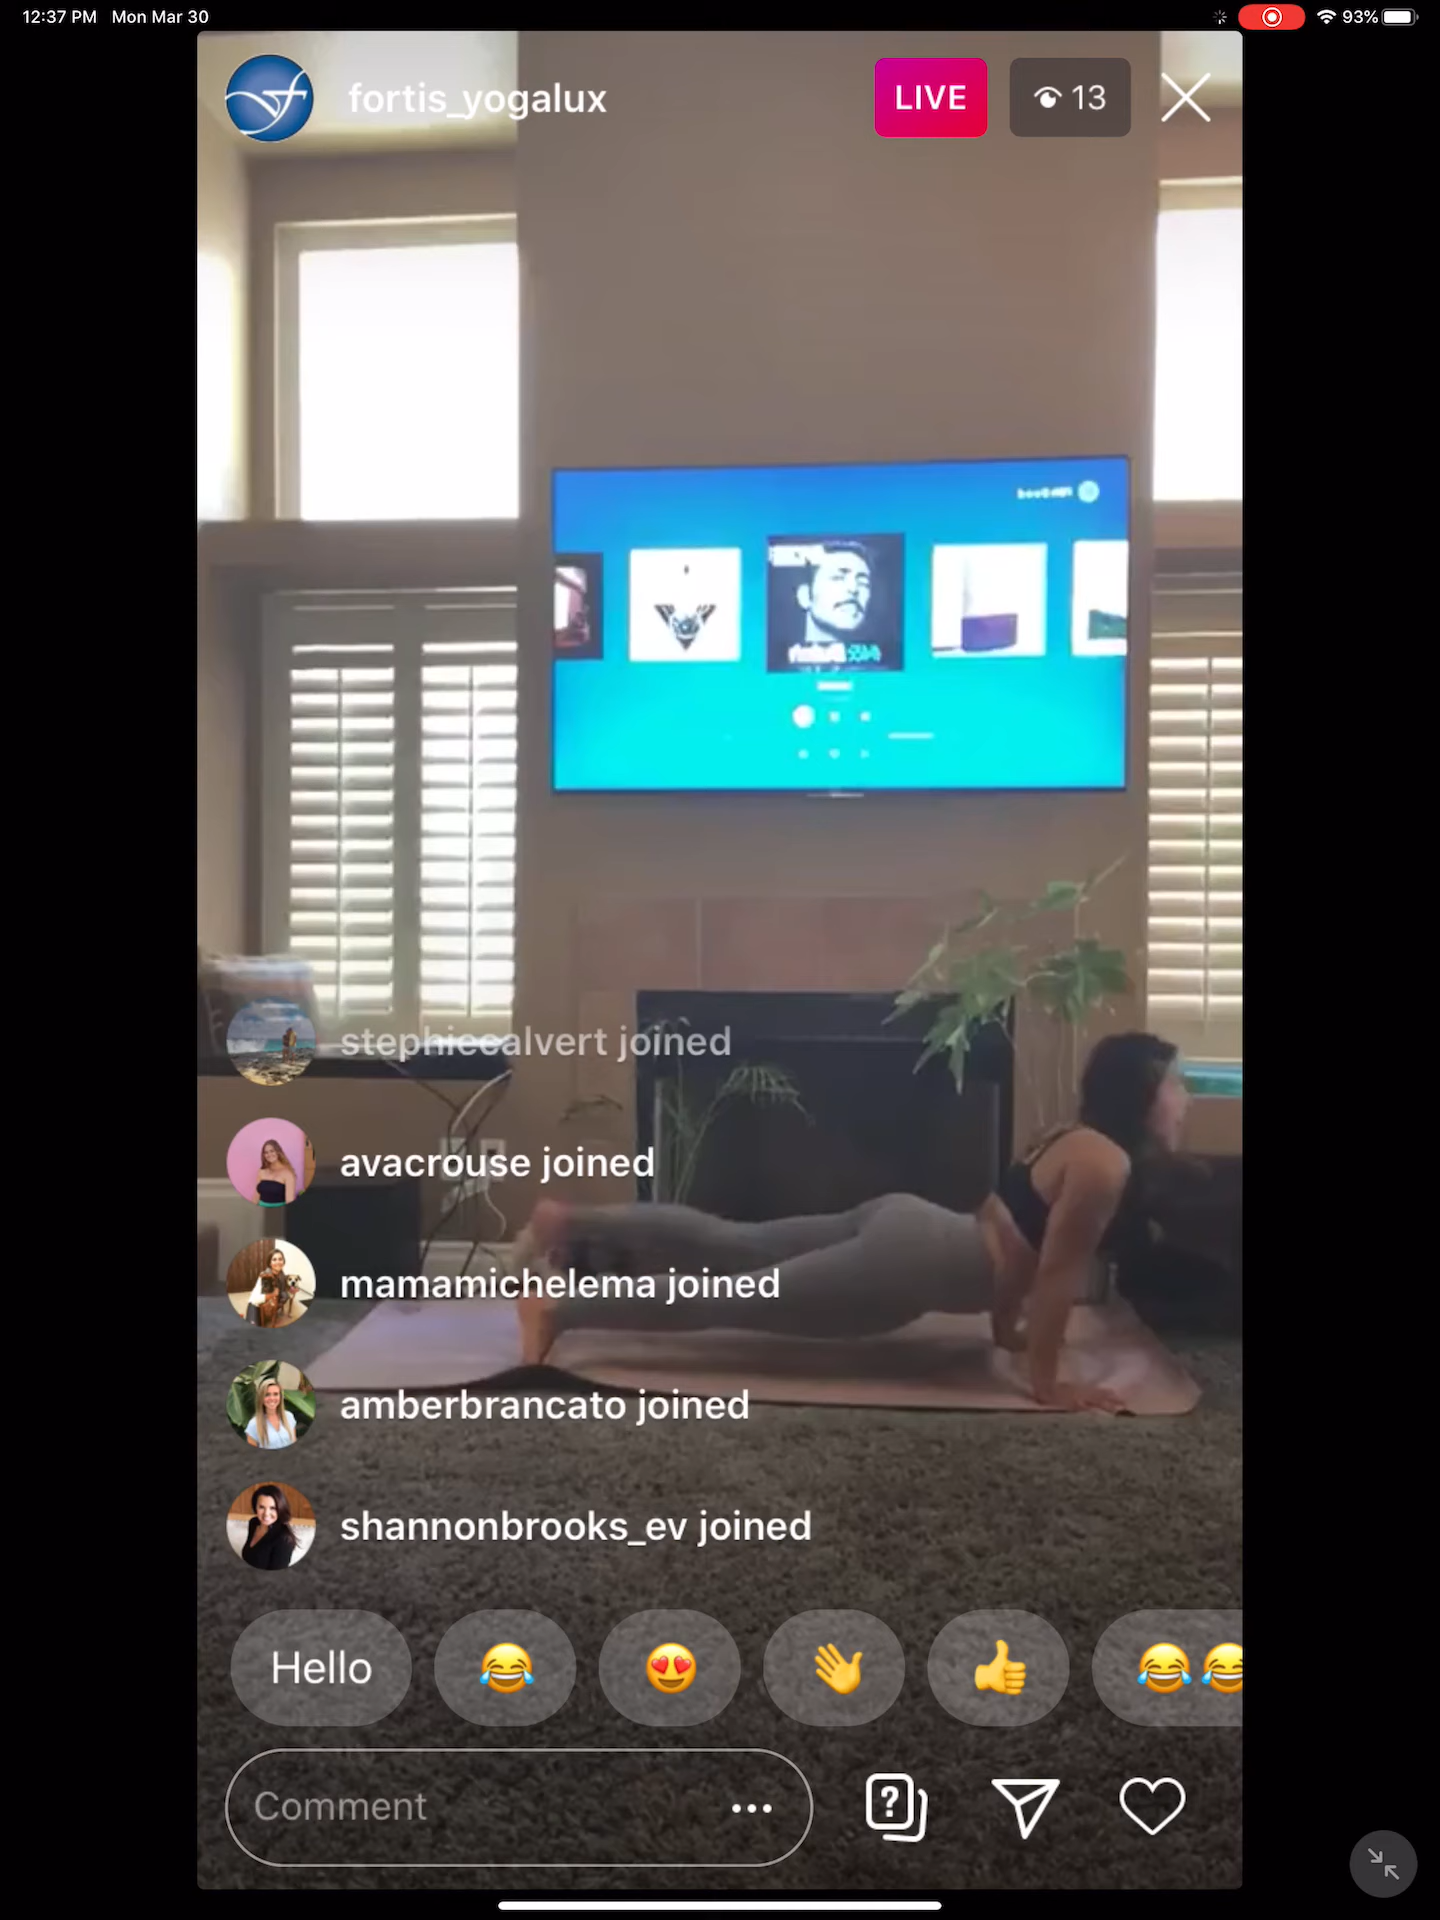 12:37 PM Mon Mar 30 93%
fortis_yogalux LIVE 13
stephiecalvert joined
avacrouse joined
mamamichelema joined
amberbrancato joined
shannonbrooks_ev joined
Hello
Comment